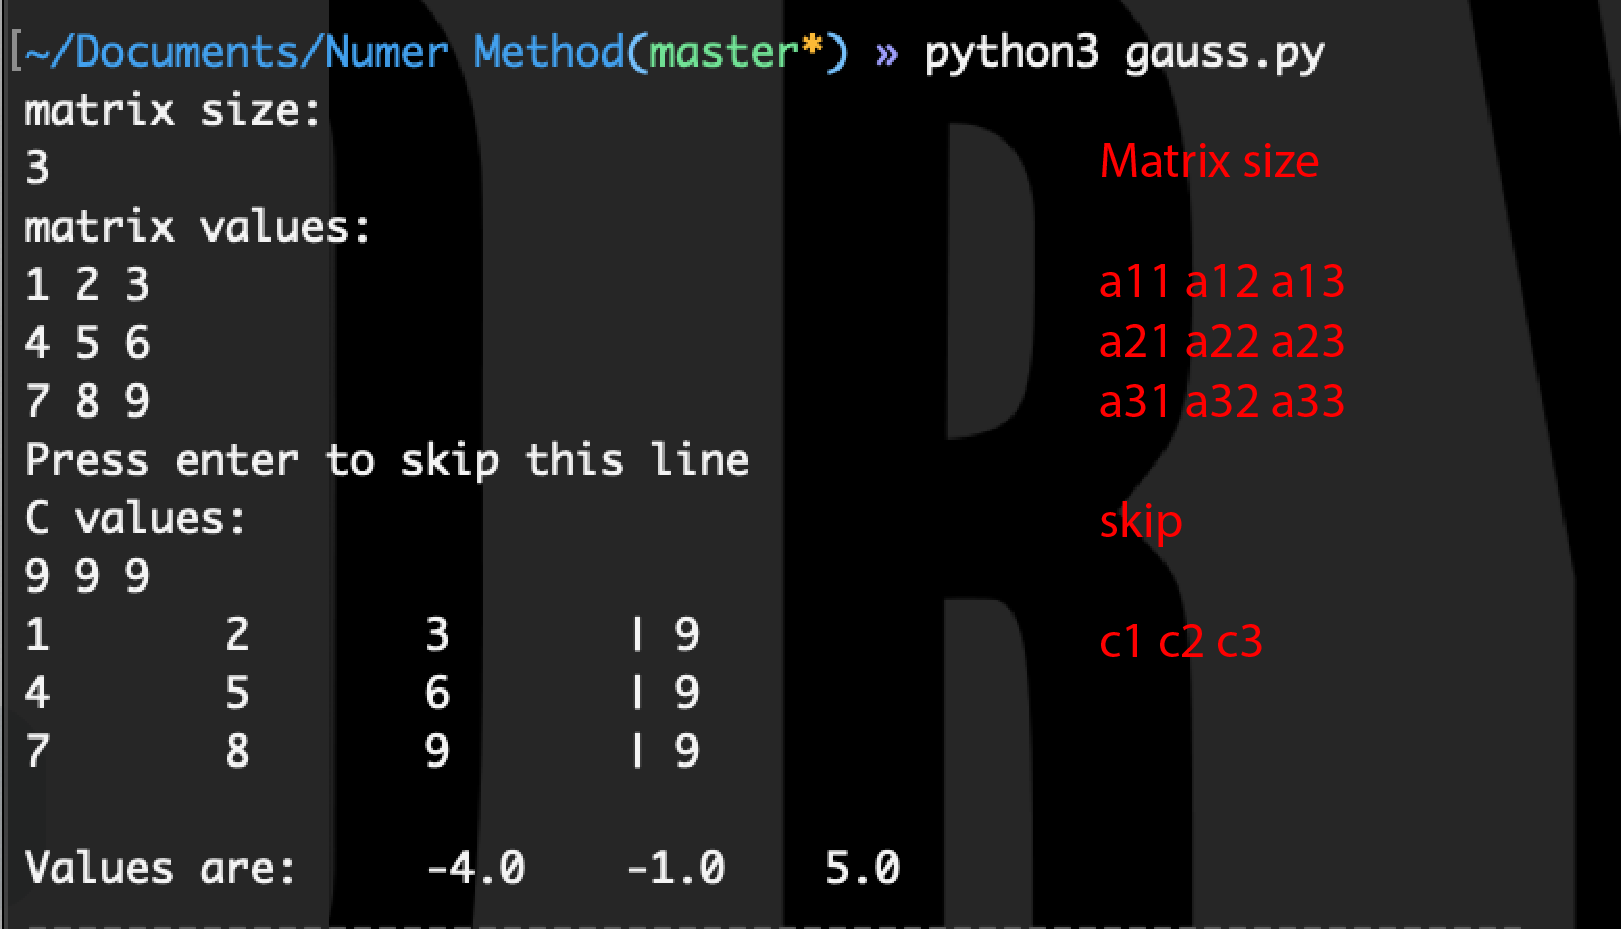 [~/Documents/Numer Method(master*) » python3 gauss.py
matrix size:
3
Matrix size
matrix values:
1 2 3
a11 a12 a13
4 5 6
a21 a22 a23
7 8 9
a31 a32 a33
Press enter to skip this line
C values:
skip
9 9 9
1 2 3 | 9
c1 c2 c3
4 5 6 | 9
7 8 9 | 9
Values are: -4.0 -1.0 5.0